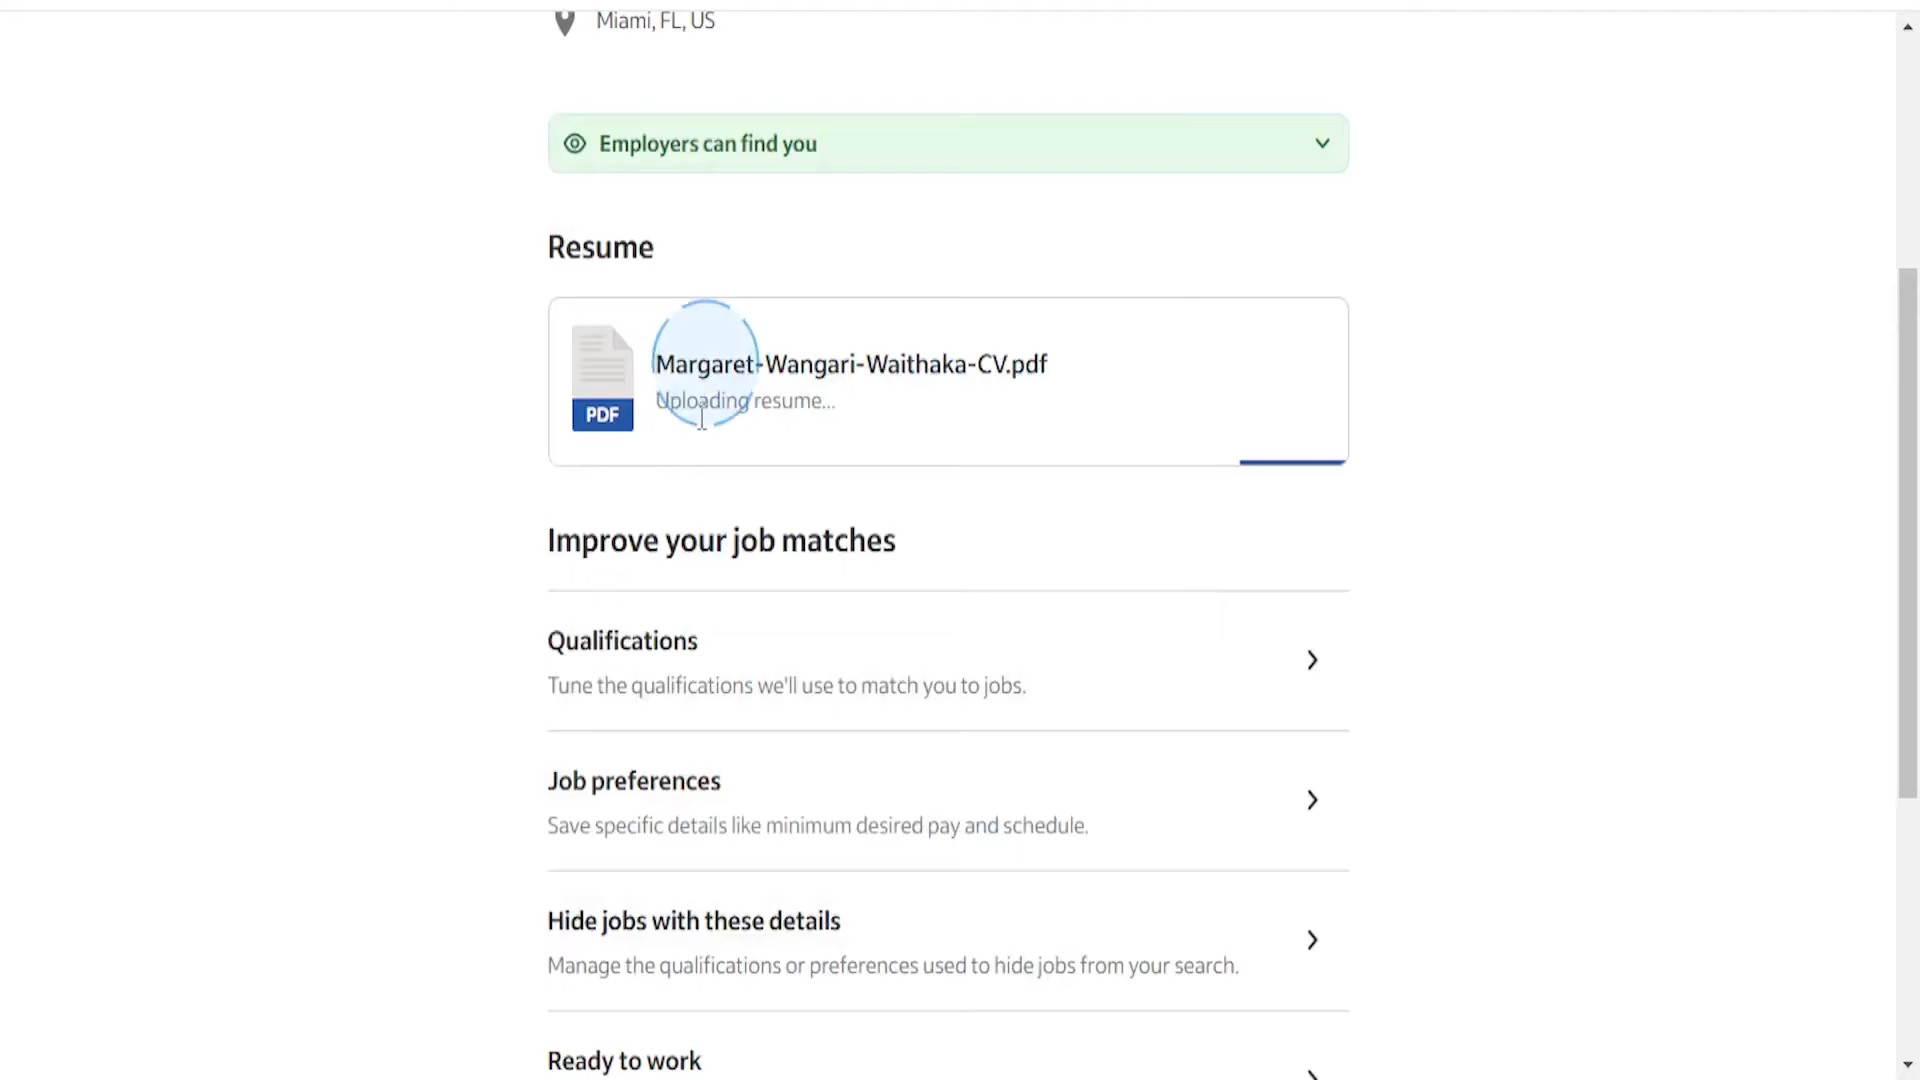 Miami, FL, US
Employers can find you
Resume
Margaret-Wangari-Waithaka-CV.pdf
Uploading resume...
PDF
Improve your job matches
Qualifications
Tune the qualifications we'll use to match you to jobs.
Job preferences
Save specific details like minimum desired pay and schedule.
Hide jobs with these details
Manage the qualifications or preferences used to hide jobs from your search.
Ready to work